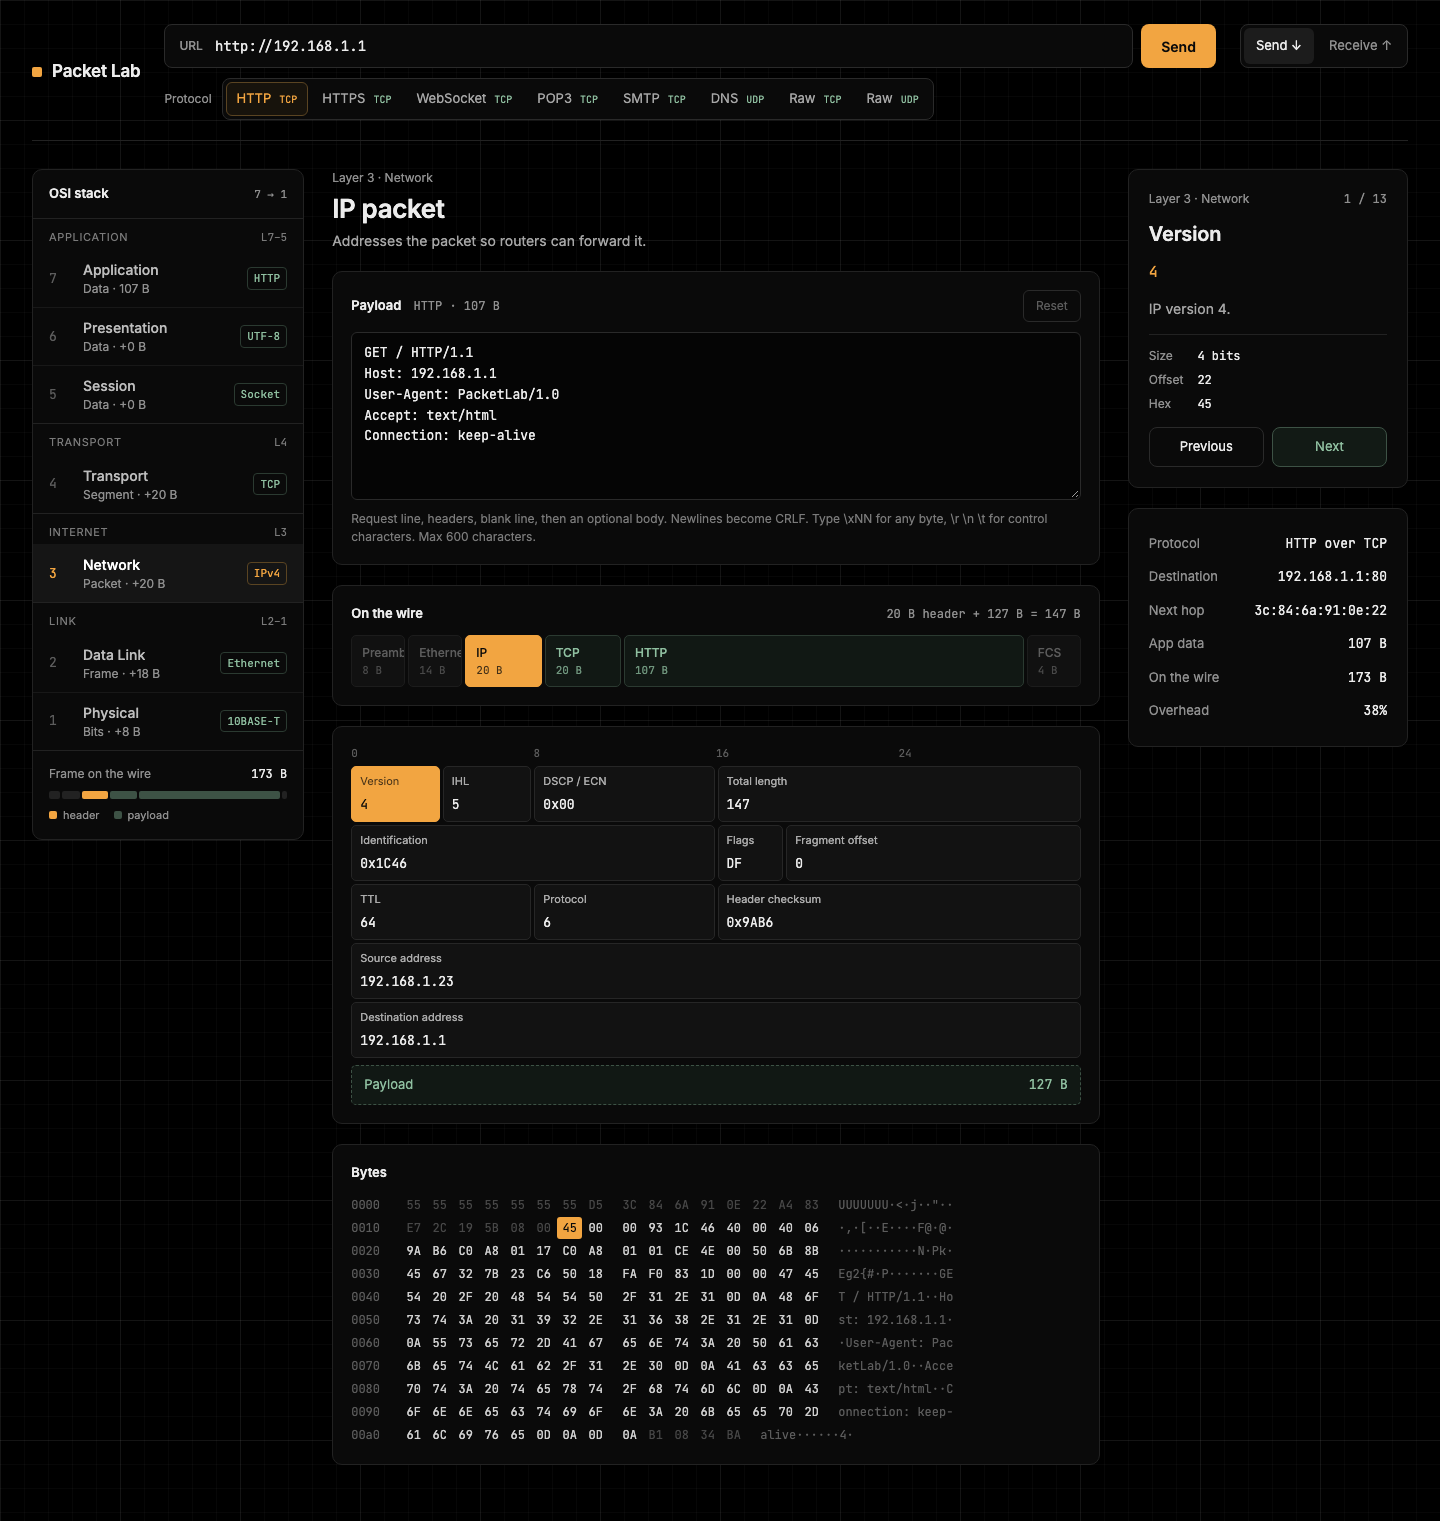 Packet Lab
URL http://192.168.1.1
Send
Send ↓ Receive ↑
Protocol HTTP TCP HTTPS TCP WebSocket TCP POP3 TCP SMTP TCP DNS UDP Raw TCP Raw UDP
OSI stack 7 → 1
APPLICATION L7–5
7 Application HTTP
Data · 107 B
6 Presentation UTF-8
Data · +0 B
5 Session Socket
Data · +0 B
TRANSPORT L4
4 Transport TCP
Segment · +20 B
INTERNET L3
3 Network IPv4
Packet · +20 B
LINK L2–1
2 Data Link Ethernet
Frame · +18 B
1 Physical 10BASE-T
Bits · +8 B
Frame on the wire 173 B
header payload
Layer 3 · Network
IP packet
Addresses the packet so routers can forward it.
Payload HTTP · 107 B Reset
GET / HTTP/1.1
Host: 192.168.1.1
User-Agent: PacketLab/1.0
Accept: text/html
Connection: keep-alive
Request line, headers, blank line, then an optional body. Newlines become CRLF. Type \xNN for any byte, \r \n \t for control
characters. Max 600 characters.
On the wire 20 B header + 127 B = 147 B
Preamb Etherne IP TCP HTTP FCS
8 B 14 B 20 B 20 B 107 B 4 B
0 8 16 24
Version IHL DSCP / ECN Total length
4 5 0x00 147
Identification Flags Fragment offset
0x1C46 DF 0
TTL Protocol Header checksum
64 6 0x9AB6
Source address
192.168.1.23
Destination address
192.168.1.1
Payload 127 B
Bytes
0000 55 55 55 55 55 55 55 D5 3C 84 6A 91 0E 22 A4 83 UUUUUUU·<·j··"··
0010 E7 2C 19 5B 08 00 45 00 00 93 1C 46 40 00 40 06 ·,·[··E····F@·@·
0020 9A B6 C0 A8 01 17 C0 A8 01 01 CE 4E 00 50 6B 8B ···········N·Pk·
0030 45 67 32 7B 23 C6 50 18 FA F0 83 1D 00 00 47 45 Eg2{#·P·······GE
0040 54 20 2F 20 48 54 54 50 2F 31 2E 31 0D 0A 48 6F T / HTTP/1.1··Ho
0050 73 74 3A 20 31 39 32 2E 31 36 38 2E 31 2E 31 0D st: 192.168.1.1·
0060 0A 55 73 65 72 2D 41 67 65 6E 74 3A 20 50 61 63 ·User-Agent: Pac
0070 6B 65 74 4C 61 62 2F 31 2E 30 0D 0A 41 63 63 65 ketLab/1.0··Acce
0080 70 74 3A 20 74 65 78 74 2F 68 74 6D 6C 0D 0A 43 pt: text/html··C
0090 6F 6E 6E 65 63 74 69 6F 6E 3A 20 6B 65 65 70 2D onnection: keep-
00a0 61 6C 69 76 65 0D 0A 0D 0A B1 08 34 BA alive······4·
Layer 3 · Network 1 / 13
Version
4
IP version 4.
Size 4 bits
Offset 22
Hex 45
Previous Next
Protocol HTTP over TCP
Destination 192.168.1.1:80
Next hop 3c:84:6a:91:0e:22
App data 107 B
On the wire 173 B
Overhead 38%